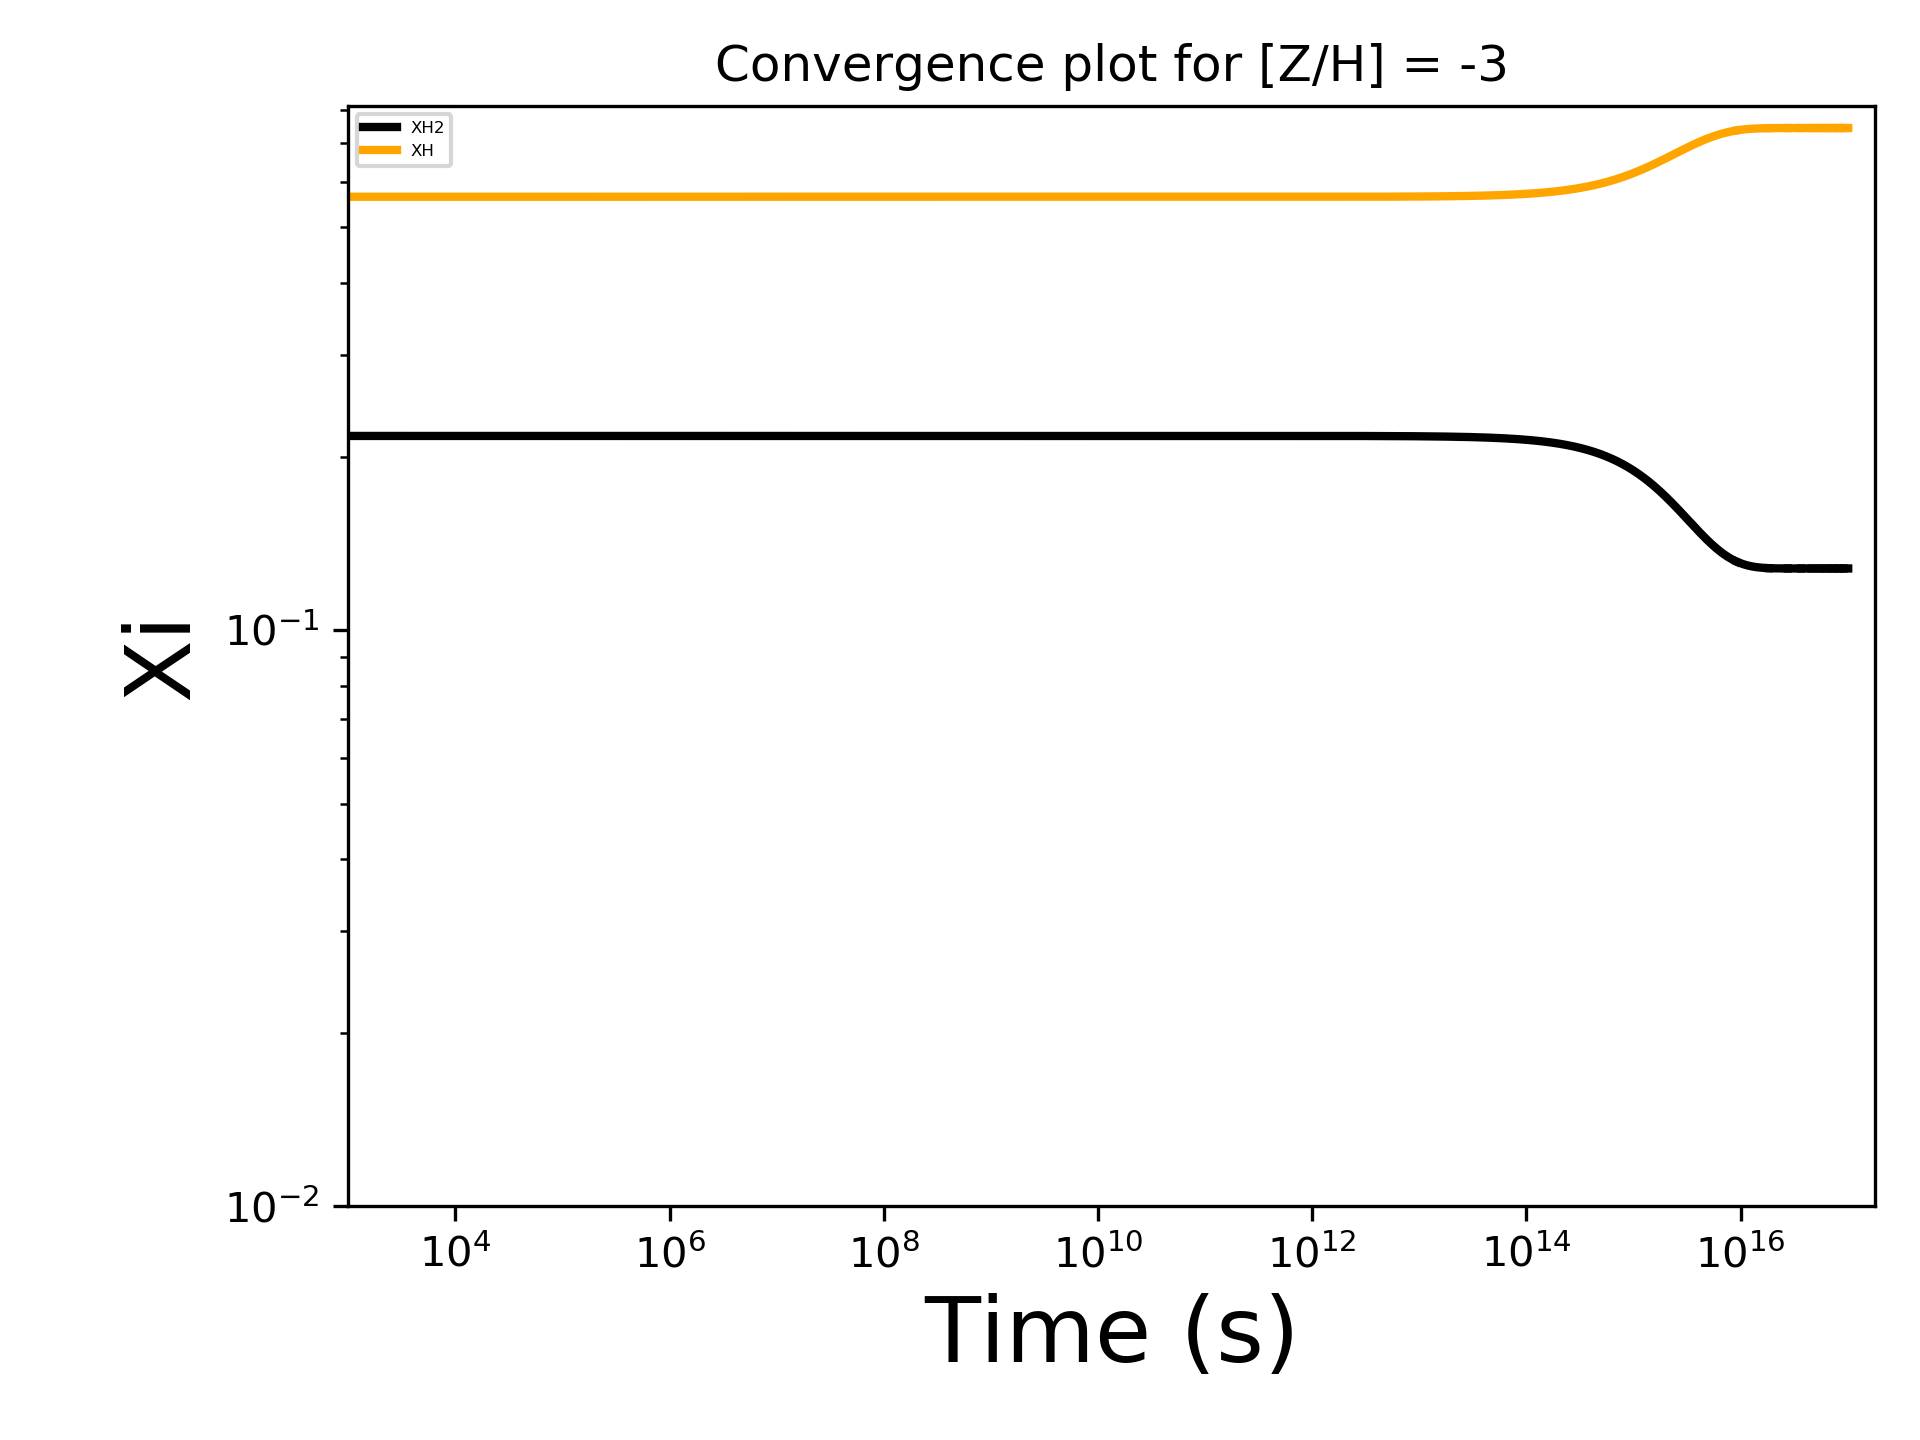 Convergence plot for [Z/H] = -3
XH2
XH
Xi
10⁻¹
10⁻²
10⁴ 10⁶ 10⁸ 10¹⁰ 10¹² 10¹⁴ 10¹⁶
Time (s)